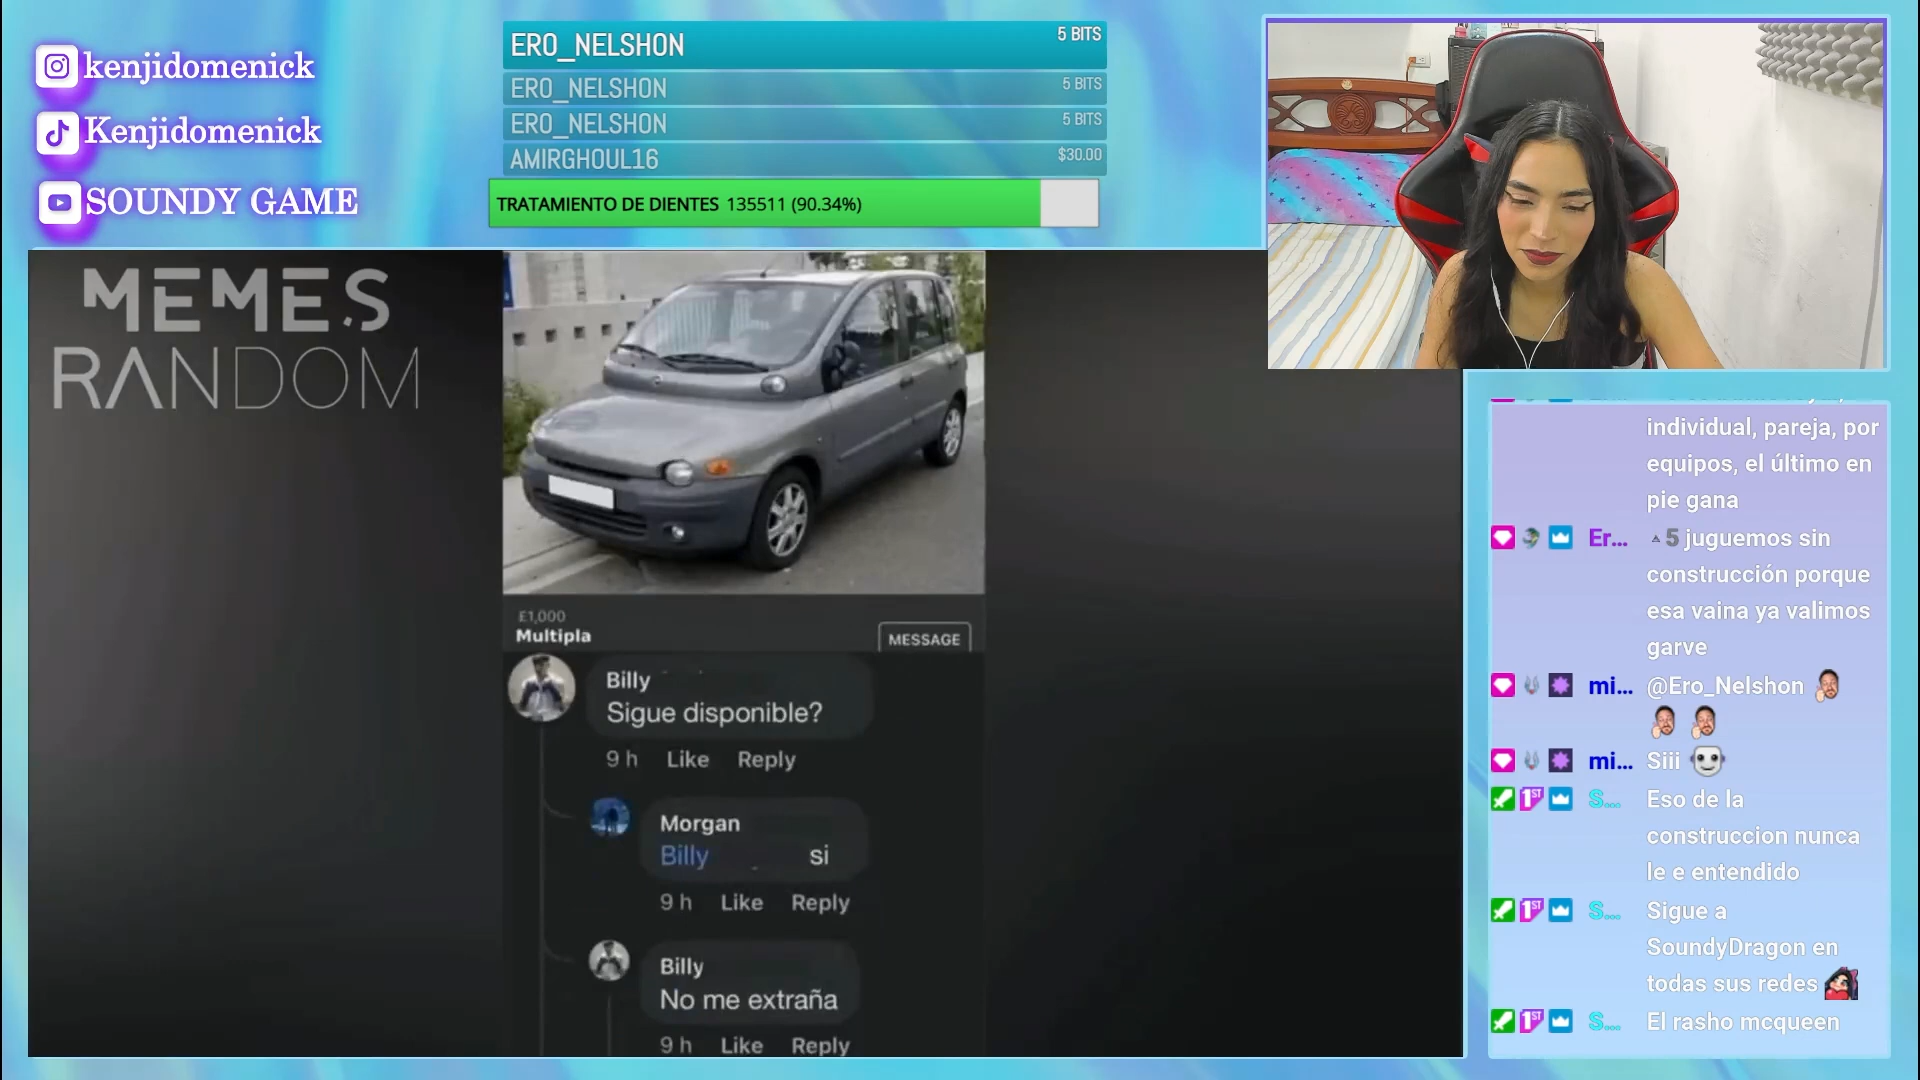 kenjidomenick
Kenjidomenick
SOUNDY GAME
ERO_NELSHON 5 BITS
ERO_NELSHON 5 BITS
ERO_NELSHON 5 BITS
AMIRGHOUL16 $30.00
TRATAMIENTO DE DIENTES 135511 (90.34%)
MEMES
RANDOM
£1,000
Multipla
MESSAGE
Billy
Sigue disponible?
9 h Like Reply
Morgan
Billy si
9 h Like Reply
Billy
No me extraña
9 h Like Reply
individual, pareja, por
equipos, el último en
pie gana
Er... 5 juguemos sin
construcción porque
esa vaina ya valimos
garve
mi... @Ero_Nelshon
mi... Siii
1ST S... Eso de la
construccion nunca
le e entendido
1ST S... Sigue a
SoundyDragon en
todas sus redes
1ST S... El rasho mcqueen